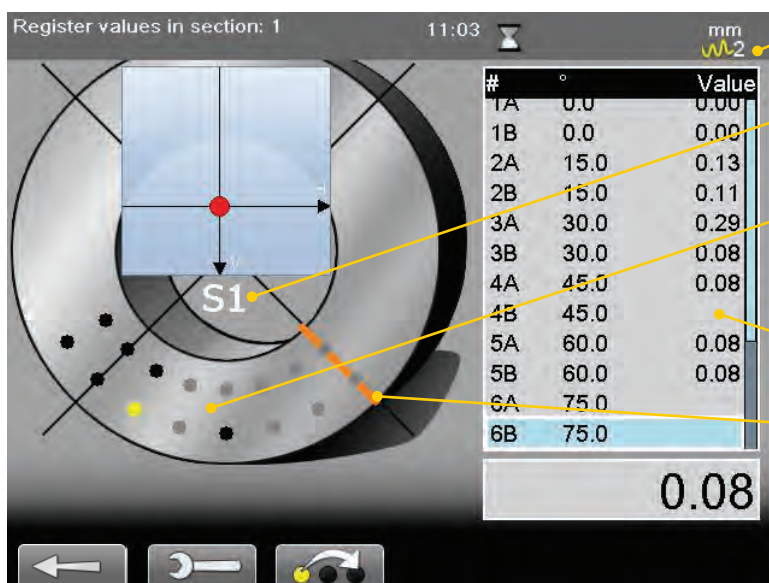 Register values in section: 1 11:03 mm
2
# ° Value
1A 0.0 0.00
1B 0.0 0.00
2A 15.0 0.13
2B 15.0 0.11
3A 30.0 0.29
3B 30.0 0.08
4A 45.0 0.08
4B 45.0
5A 60.0 0.08
5B 60.0 0.08
6A 75.0
6B 75.0
S1
0.08